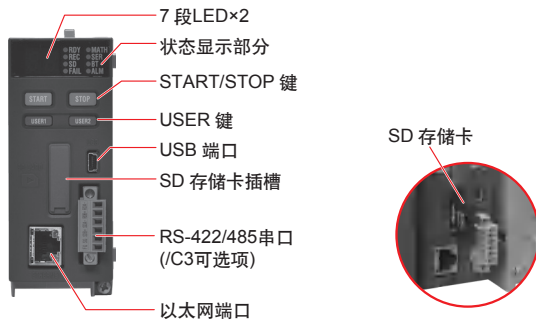 7 段LED×2
RDY MATH
REC SER
SD BT
FAIL ALM
状态显示部分
START STOP
START/STOP 键
USER1 USER2
USER 键
USB 端口
SD 存储卡插槽
RS-422/485串口
(/C3可选项)
以太网端口
SD 存储卡